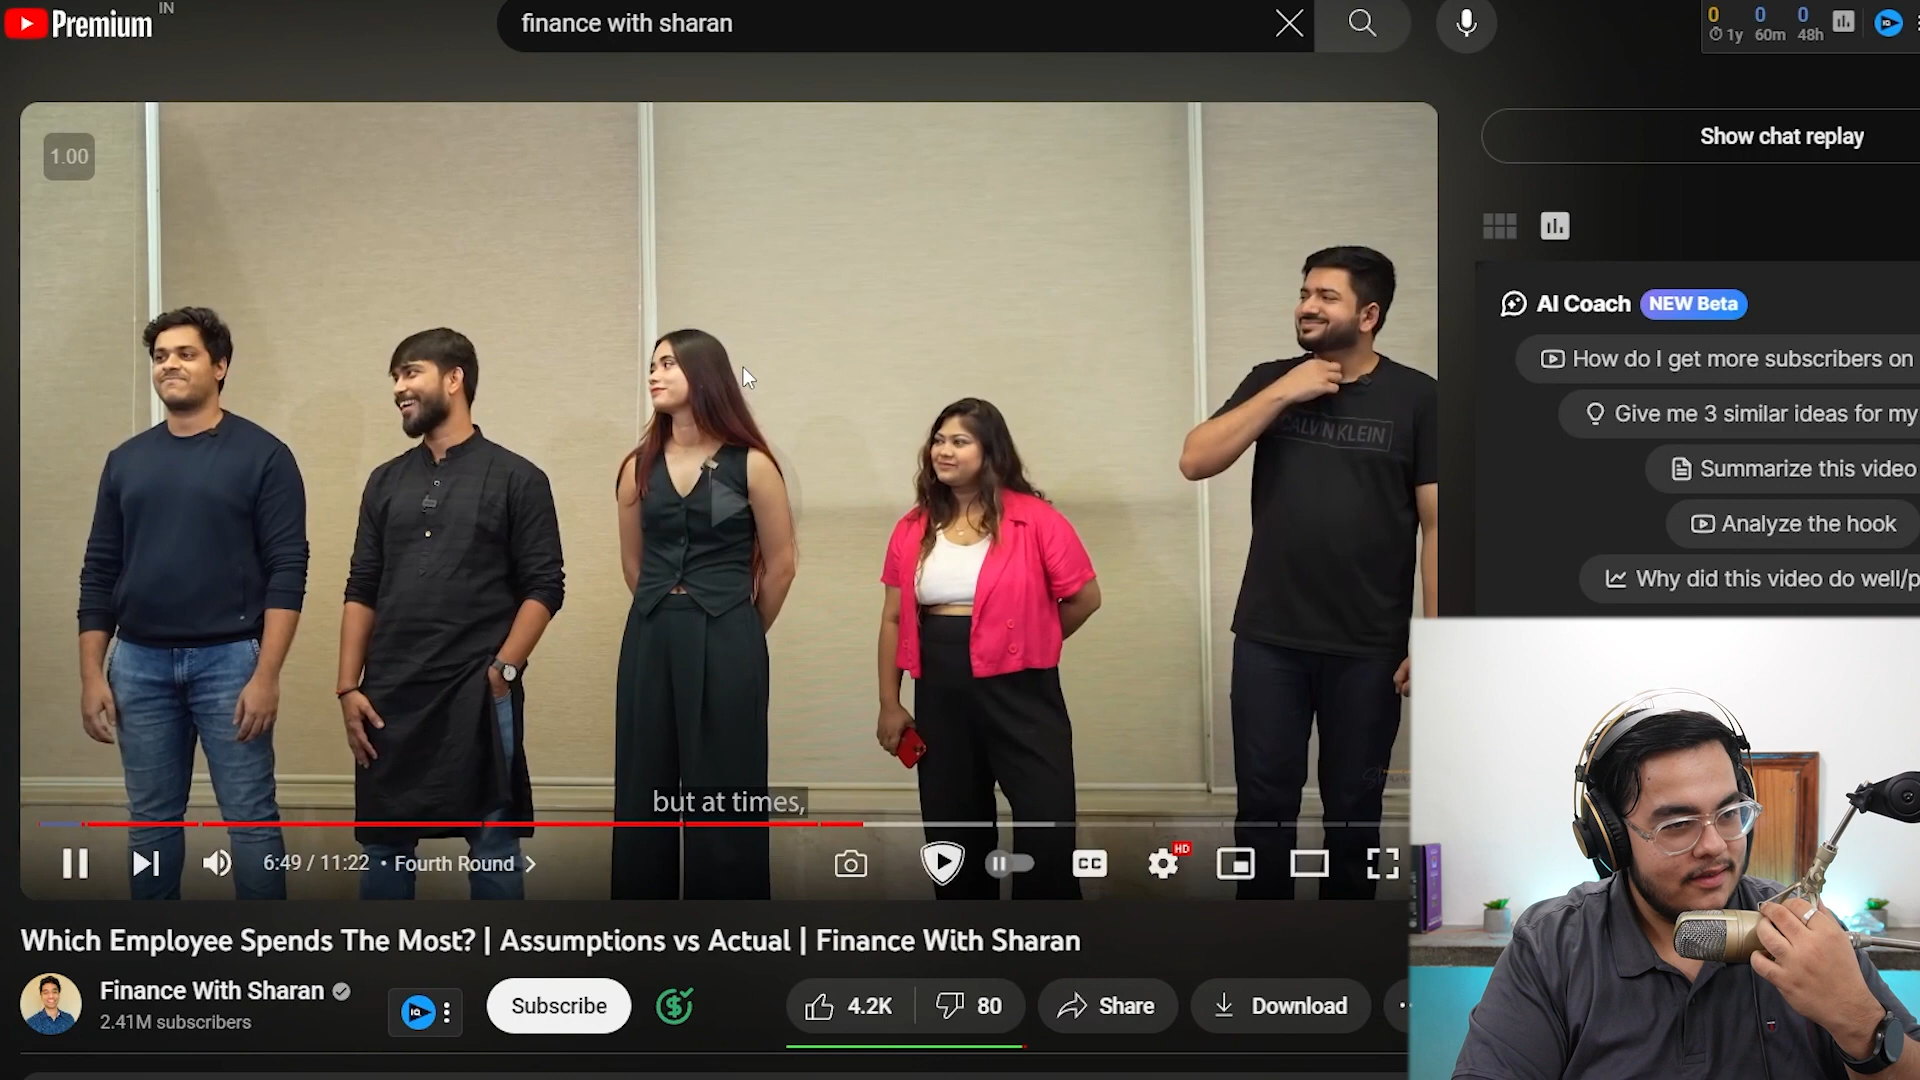 Premium IN
finance with sharan
0 0 0
1y 60m 48h
1.00
Show chat replay
AI Coach NEW Beta
How do I get more subscribers on
Give me 3 similar ideas for my
Summarize this video
Analyze the hook
Why did this video do well/p
CALVIN KLEIN
but at times,
6:49 / 11:22 • Fourth Round
CC
HD
Which Employee Spends The Most? | Assumptions vs Actual | Finance With Sharan
Finance With Sharan
2.41M subscribers
IQ
Subscribe
4.2K
80
Share
Download